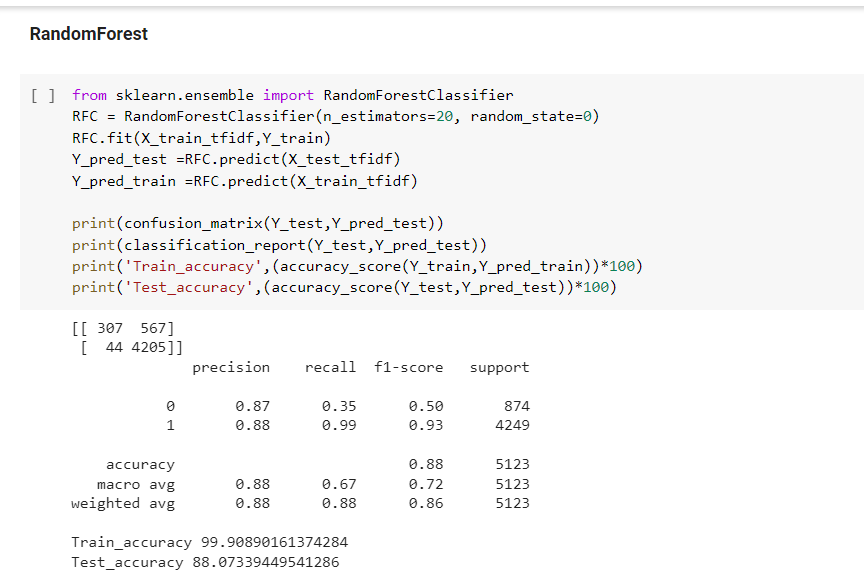 RandomForest
[ ] from sklearn.ensemble import RandomForestClassifier
RFC = RandomForestClassifier(n_estimators=20, random_state=0)
RFC.fit(X_train_tfidf,Y_train)
Y_pred_test =RFC.predict(X_test_tfidf)
Y_pred_train =RFC.predict(X_train_tfidf)
print(confusion_matrix(Y_test,Y_pred_test))
print(classification_report(Y_test,Y_pred_test))
print('Train_accuracy',(accuracy_score(Y_train,Y_pred_train))*100)
print('Test_accuracy',(accuracy_score(Y_test,Y_pred_test))*100)
[[ 307  567]
 [  44 4205]]
              precision    recall  f1-score   support
           0       0.87      0.35      0.50       874
           1       0.88      0.99      0.93      4249
    accuracy                           0.88      5123
   macro avg       0.88      0.67      0.72      5123
weighted avg       0.88      0.88      0.86      5123
Train_accuracy 99.90890161374284
Test_accuracy 88.07339449541286